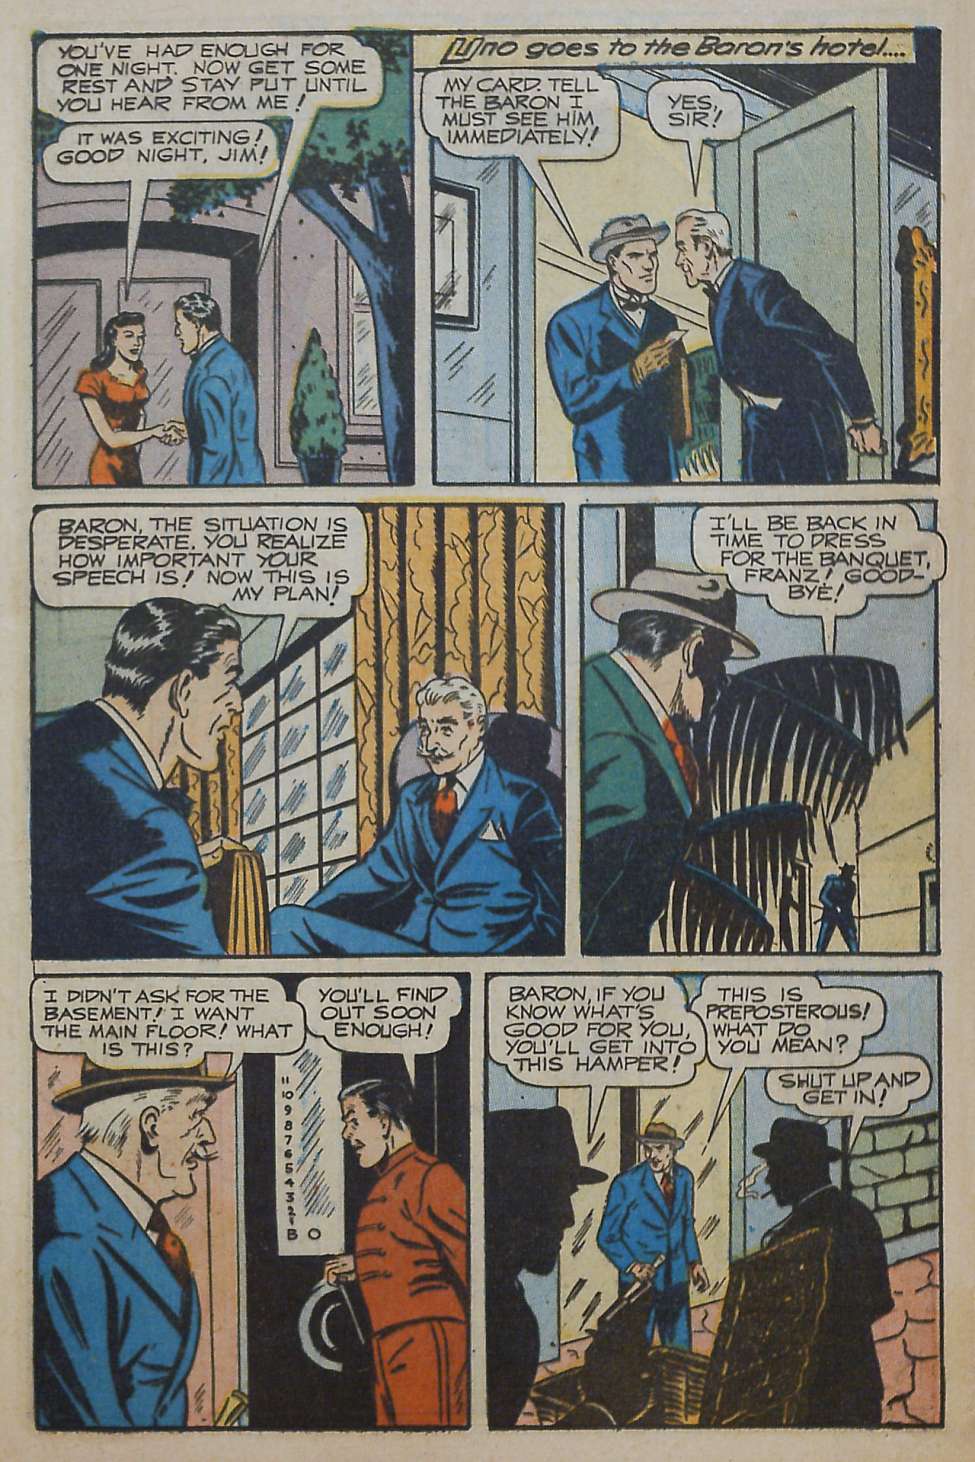 YOU'VE HAD ENOUGH FOR
ONE NIGHT. NOW GET SOME
REST AND STAY PUT UNTIL
YOU HEAR FROM ME!
IT WAS EXCITING!
GOOD NIGHT, JIM!
Uno goes to the Baron's hotel....
MY CARD. TELL
THE BARON I
MUST SEE HIM
IMMEDIATELY!
YES,
SIR!
BARON, THE SITUATION IS
DESPERATE. YOU REALIZE
HOW IMPORTANT YOUR
SPEECH IS! NOW THIS IS
MY PLAN!
I'LL BE BACK IN
TIME TO DRESS
FOR THE BANQUET,
FRANZ! GOOD-
BYE!
I DIDN'T ASK FOR THE
BASEMENT! I WANT
THE MAIN FLOOR! WHAT
IS THIS?
YOU'LL FIND
OUT SOON
ENOUGH!
11
10
9
8
7
6
5
4
3
2
1
B
BARON, IF YOU
KNOW WHAT'S
GOOD FOR YOU,
YOU'LL GET INTO
THIS HAMPER!
THIS IS
PREPOSTEROUS!
WHAT DO
YOU MEAN?
SHUT UP AND
GET IN!